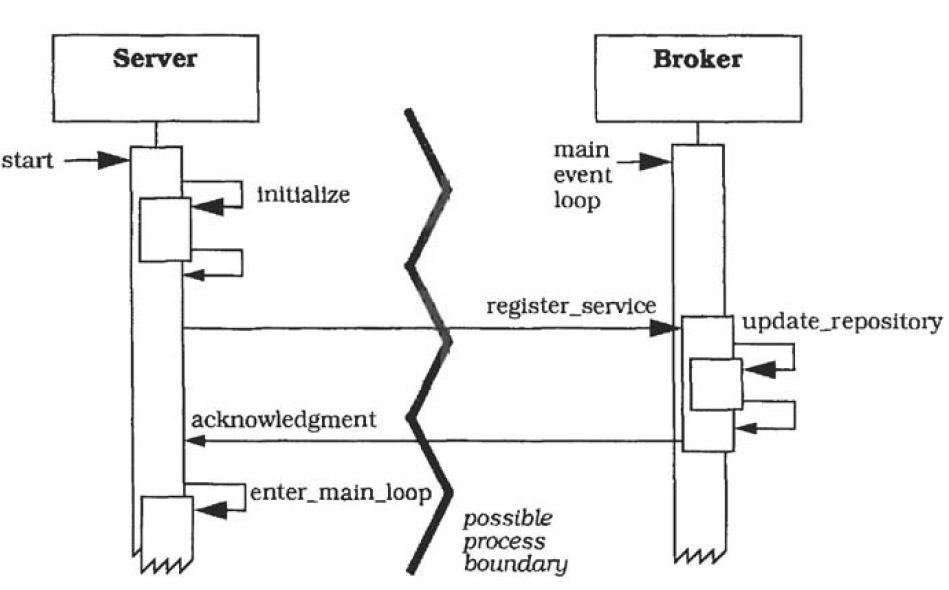 Server
Broker
start
main
event
loop
initialize
register_service
update_repository
acknowledgment
enter_main_loop
possible
process
boundary